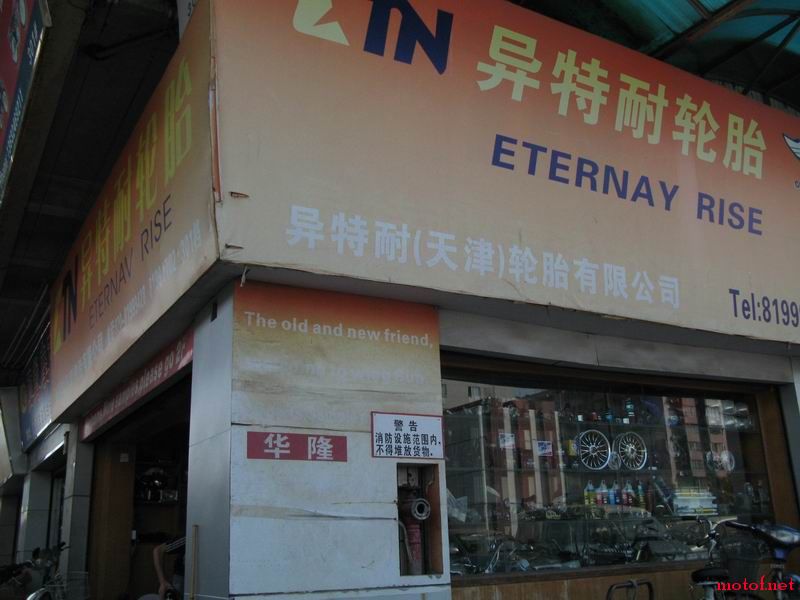 异特耐轮胎
ETERNAY RISE
异特耐(天津)轮胎有限公司
Tel:8199
异特耐轮胎
ETERNAY RISE
The old and new friend,
华隆
警告
消防设施范围内,
不得堆放货物.
motof.net